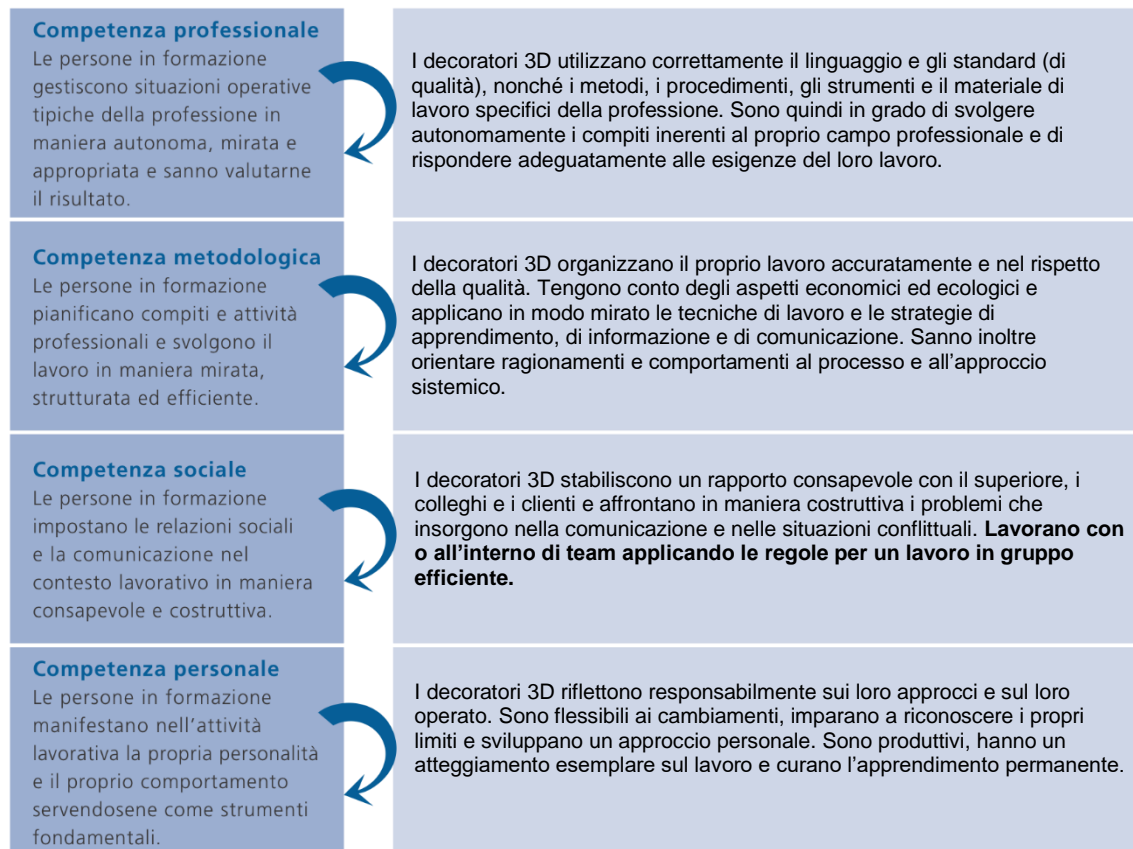 Competenza professionale
Le persone in formazione
gestiscono situazioni operative
tipiche della professione in
maniera autonoma, mirata e
appropriata e sanno valutarne
il risultato.
I decoratori 3D utilizzano correttamente il linguaggio e gli standard (di
qualità), nonché i metodi, i procedimenti, gli strumenti e il materiale di
lavoro specifici della professione. Sono quindi in grado di svolgere
autonomamente i compiti inerenti al proprio campo professionale e di
rispondere adeguatamente alle esigenze del loro lavoro.
Competenza metodologica
Le persone in formazione
pianificano compiti e attività
professionali e svolgono il
lavoro in maniera mirata,
strutturata ed efficiente.
I decoratori 3D organizzano il proprio lavoro accuratamente e nel rispetto
della qualità. Tengono conto degli aspetti economici ed ecologici e
applicano in modo mirato le tecniche di lavoro e le strategie di
apprendimento, di informazione e di comunicazione. Sanno inoltre
orientare ragionamenti e comportamenti al processo e all'approccio
sistemico.
Competenza sociale
Le persone in formazione
impostano le relazioni sociali
e la comunicazione nel
contesto lavorativo in maniera
consapevole e costruttiva.
I decoratori 3D stabiliscono un rapporto consapevole con il superiore, i
colleghi e i clienti e affrontano in maniera costruttiva i problemi che
insorgono nella comunicazione e nelle situazioni conflittuali. Lavorano con
o all'interno di team applicando le regole per un lavoro in gruppo
efficiente.
Competenza personale
Le persone in formazione
manifestano nell'attività
lavorativa la propria personalità
e il proprio comportamento
servendosene come strumenti
fondamentali.
I decoratori 3D riflettono responsabilmente sui loro approcci e sul loro
operato. Sono flessibili ai cambiamenti, imparano a riconoscere i propri
limiti e sviluppano un approccio personale. Sono produttivi, hanno un
atteggiamento esemplare sul lavoro e curano l'apprendimento permanente.